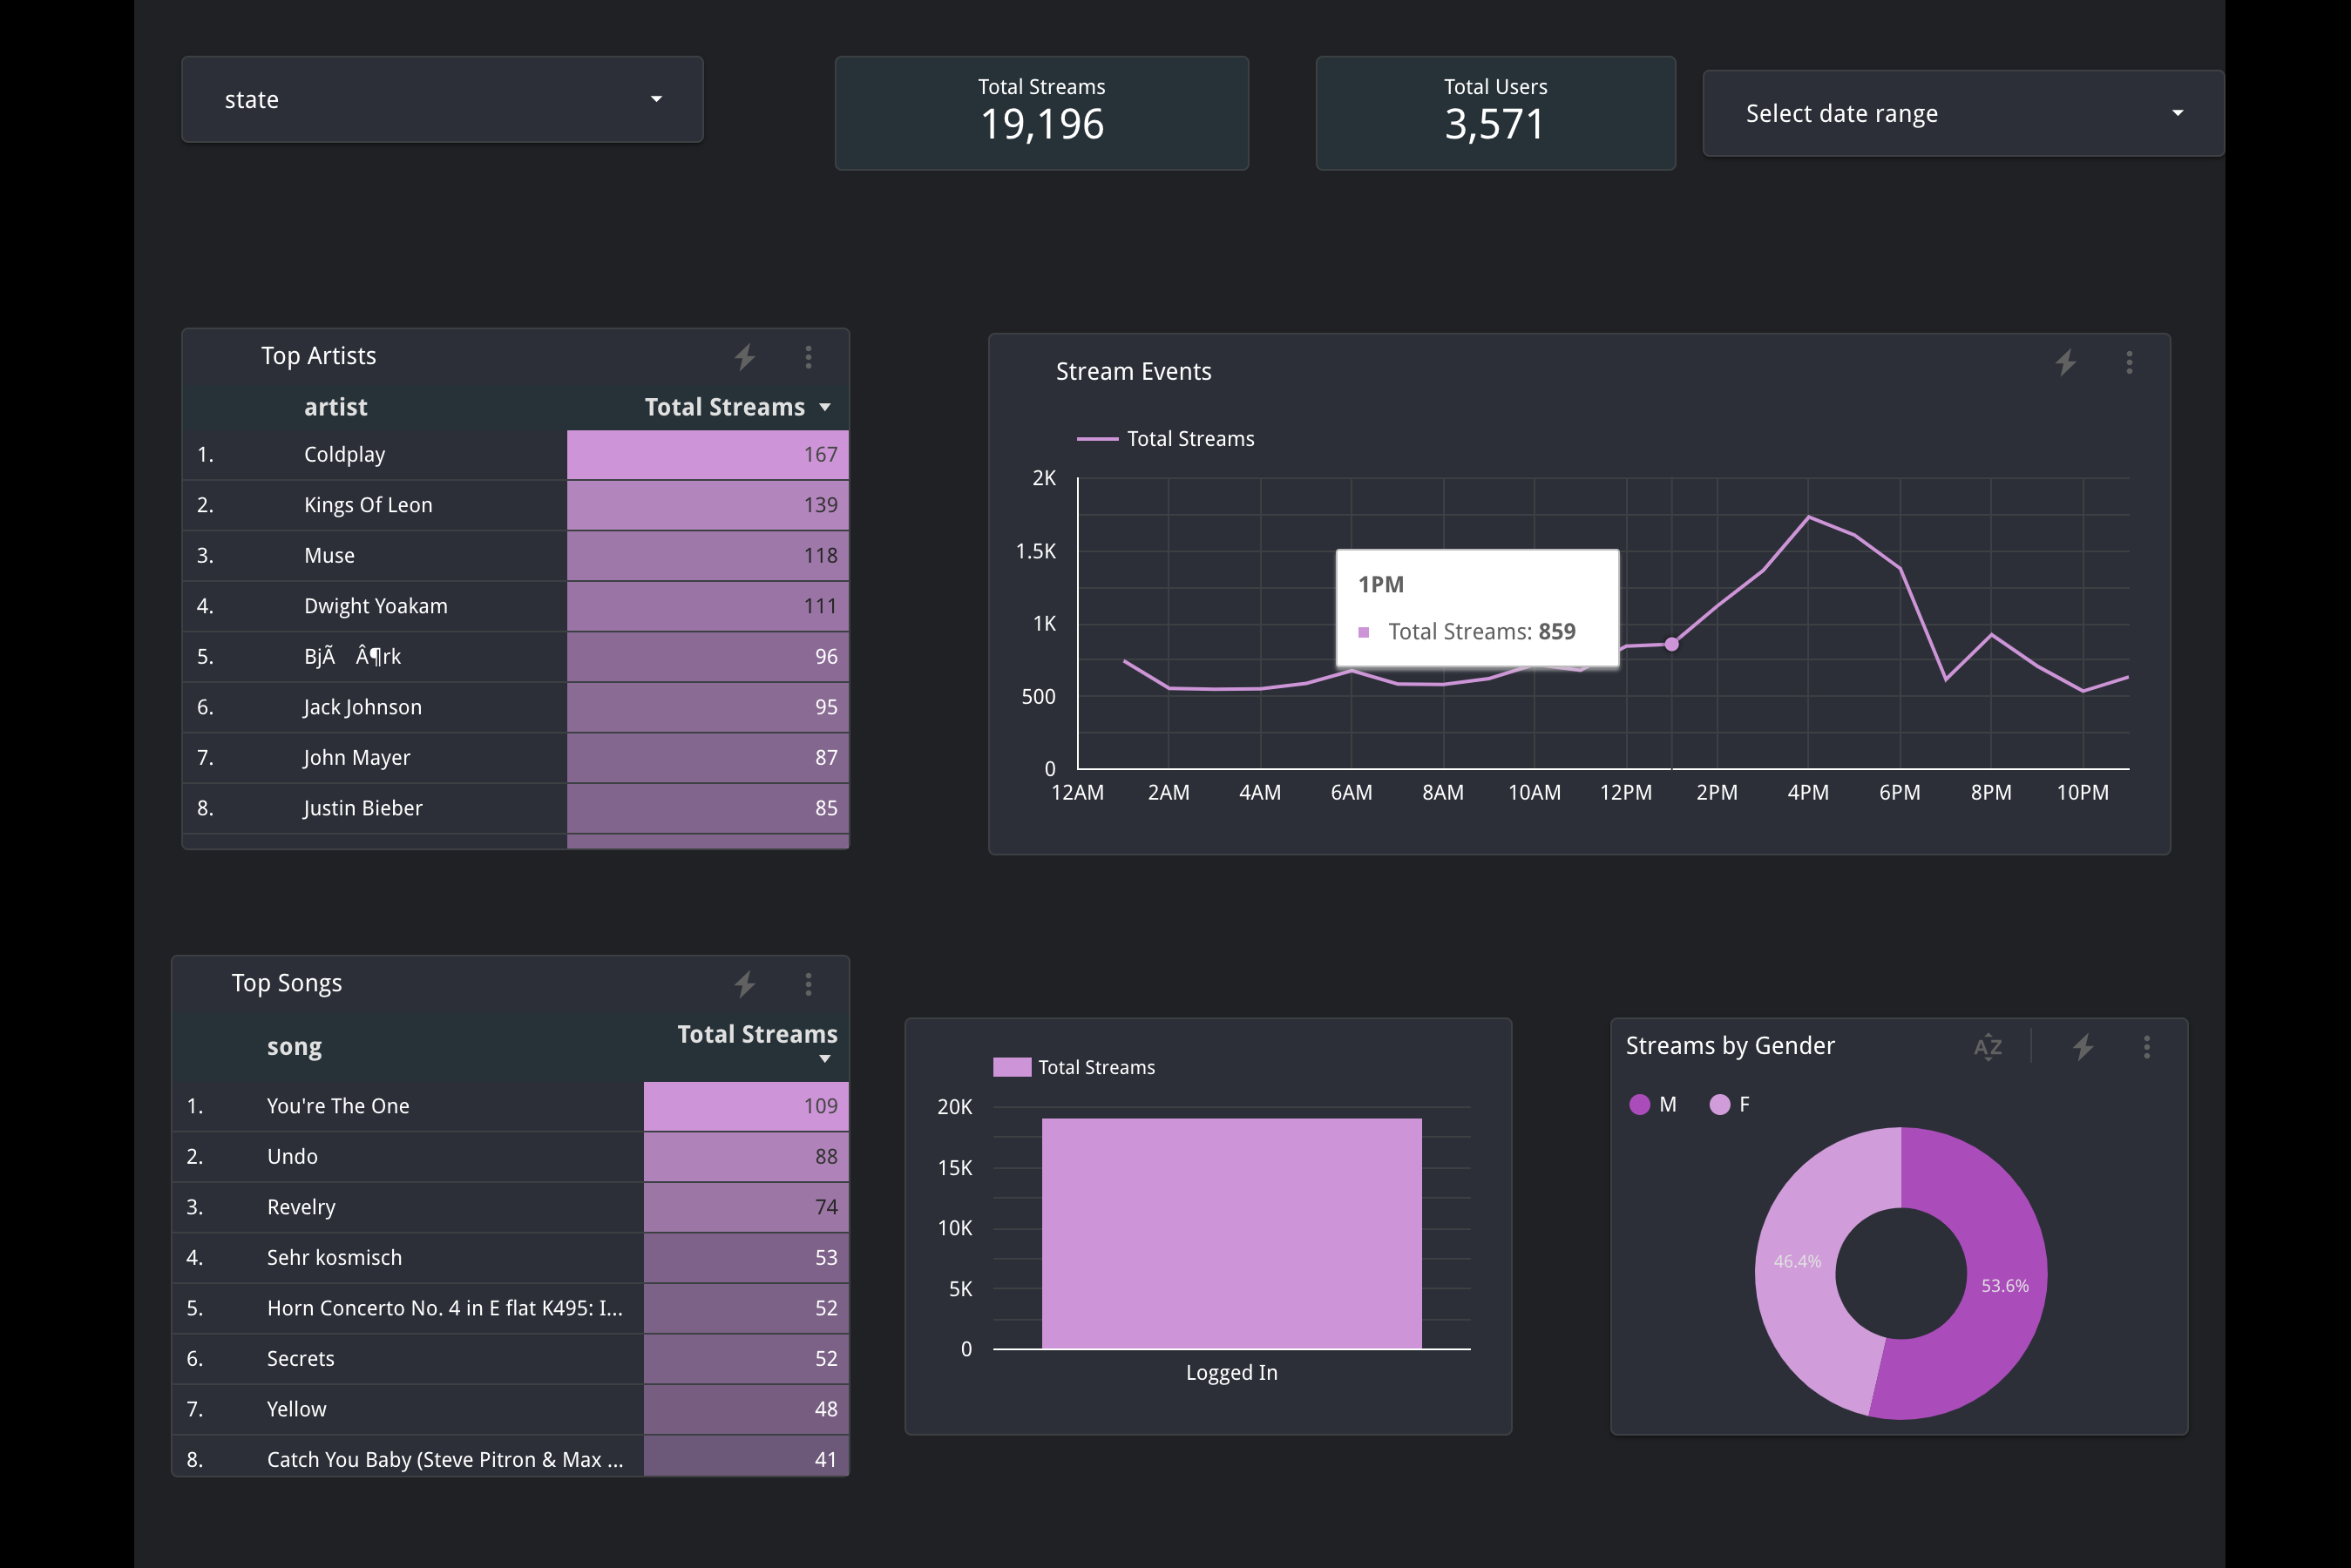 state
Total Streams
19,196
Total Users
3,571
Select date range
Top Artists
artist Total Streams
1. Coldplay 167
2. Kings Of Leon 139
3. Muse 118
4. Dwight Yoakam 111
5. BjÃ Â¶rk 96
6. Jack Johnson 95
7. John Mayer 87
8. Justin Bieber 85
Stream Events
Total Streams
2K
1.5K
1K
500
0
1PM
Total Streams: 859
12AM 2AM 4AM 6AM 8AM 10AM 12PM 2PM 4PM 6PM 8PM 10PM
Top Songs
song Total Streams
1. You're The One 109
2. Undo 88
3. Revelry 74
4. Sehr kosmisch 53
5. Horn Concerto No. 4 in E flat K495: I... 52
6. Secrets 52
7. Yellow 48
8. Catch You Baby (Steve Pitron & Max ... 41
Total Streams
20K
15K
10K
5K
0
Logged In
Streams by Gender
AZ
M F
46.4%
53.6%